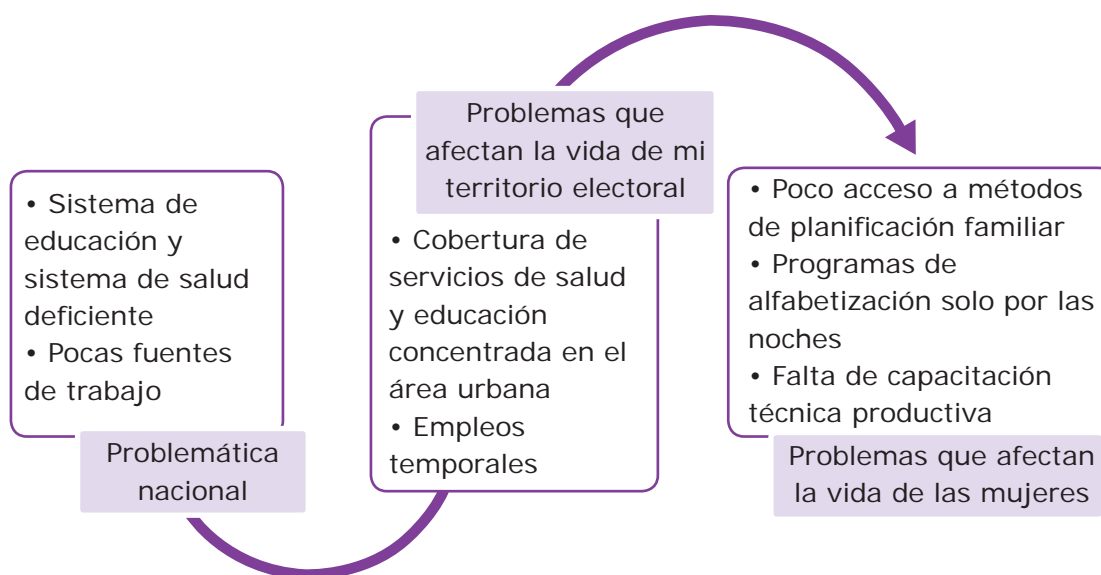 • Sistema de
educación y
sistema de salud
deficiente
• Pocas fuentes
de trabajo
Problemática
nacional
Problemas que
afectan la vida de mi
territorio electoral
• Cobertura de
servicios de salud
y educación
concentrada en el
área urbana
• Empleos
temporales
• Poco acceso a métodos
de planificación familiar
• Programas de
alfabetización solo por las
noches
• Falta de capacitación
técnica productiva
Problemas que afectan
la vida de las mujeres